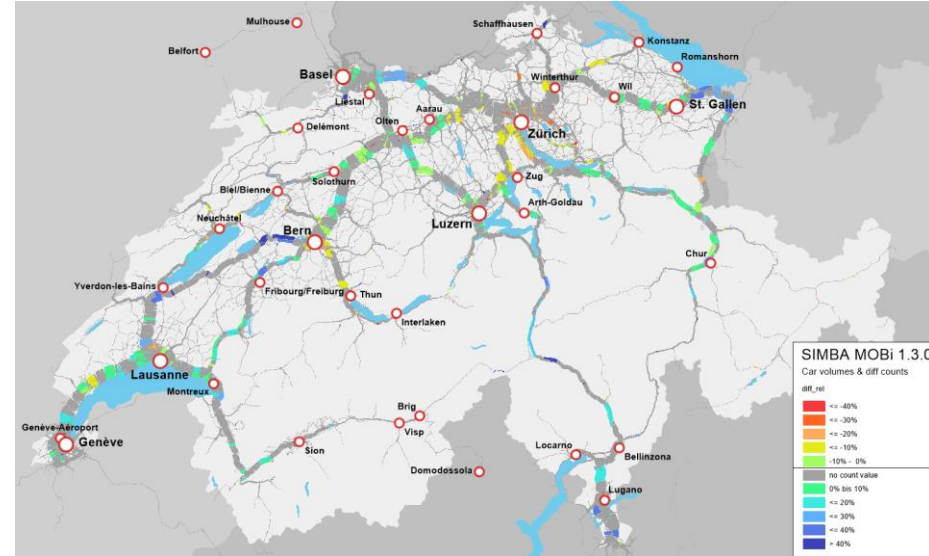 Mulhouse
Schaffhausen
Konstanz
Belfort
Romanshorn
Basel
Winterthur
Wil
St. Gallen
Liestal
Aarau
Olten
Delémont
Zürich
Solothurn
Zug
Biel/Bienne
Arth-Goldau
Neuchâtel
Luzern
Bern
Chur
Yverdon-les-Bains
Fribourg/Freiburg
Thun
Interlaken
Lausanne
Montreux
Brig
Genève-Aéroport
Visp
Genève
Sion
Locarno
Bellinzona
Domodossola
Lugano
SIMBA MOBi 1.3.0
Car volumes & diff counts
diff_rel
<= -40%
<= -30%
<= -20%
<= -10%
-10% - 0%
no count value
0% bis 10%
<= 20%
<= 30%
<= 40%
> 40%